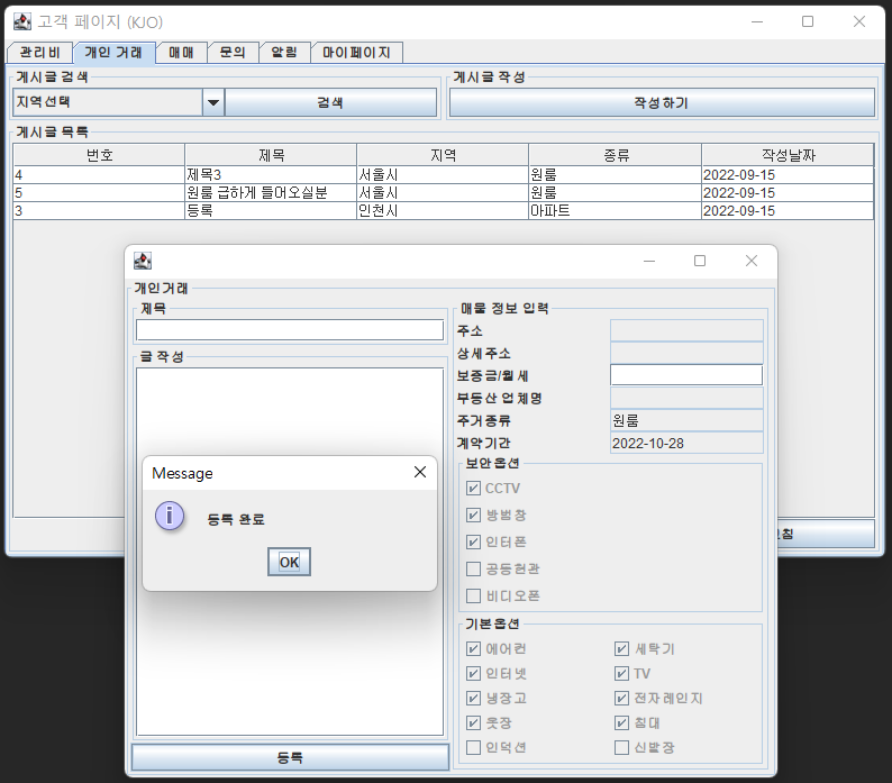 고객 페이지 (KJO)
관리비 개인 거래 매매 문의 알림 마이페이지
게시글 검색 게시글 작성
지역선택 검색 작성하기
게시글 목록
번호 제목 지역 종류 작성날짜
4 제목3 서울시 원룸 2022-09-15
5 원룸 급하게 들어오실분 서울시 원룸 2022-09-15
3 등록 인천시 아파트 2022-09-15
개인거래
제목
글 작성
매물 정보 입력
주소
상세주소
보증금/월세
부동산 업체명
주거종류 원룸
계약기간 2022-10-28
보안옵션
CCTV
방범창
인터폰
공동현관
비디오폰
기본옵션
에어컨 세탁기
인터넷 TV
냉장고 전자레인지
옷장 침대
인덕션 신발장
Message
등록 완료
OK
등록